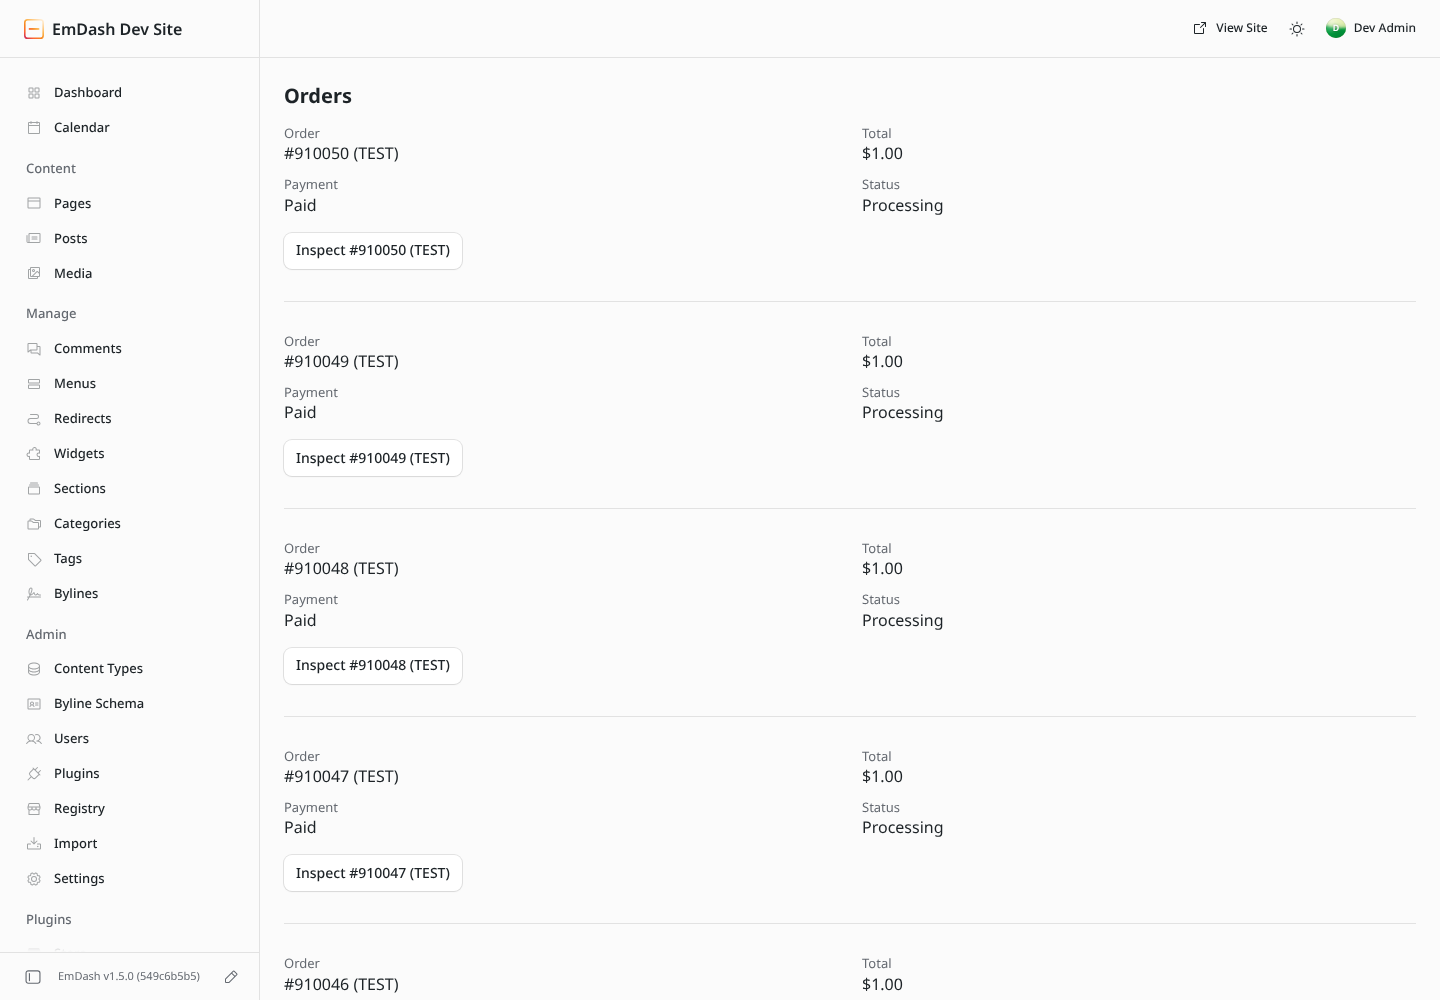 EmDash Dev Site
View Site
D
Dev Admin
Dashboard
Calendar
Content
Pages
Posts
Media
Manage
Comments
Menus
Redirects
Widgets
Sections
Categories
Tags
Bylines
Admin
Content Types
Byline Schema
Users
Plugins
Registry
Import
Settings
Plugins
EmDash v1.5.0 (549c6b5b5)
Orders
Order
Total
#910050 (TEST)
$1.00
Payment
Status
Paid
Processing
Inspect #910050 (TEST)
Order
Total
#910049 (TEST)
$1.00
Payment
Status
Paid
Processing
Inspect #910049 (TEST)
Order
Total
#910048 (TEST)
$1.00
Payment
Status
Paid
Processing
Inspect #910048 (TEST)
Order
Total
#910047 (TEST)
$1.00
Payment
Status
Paid
Processing
Inspect #910047 (TEST)
Order
Total
#910046 (TEST)
$1.00